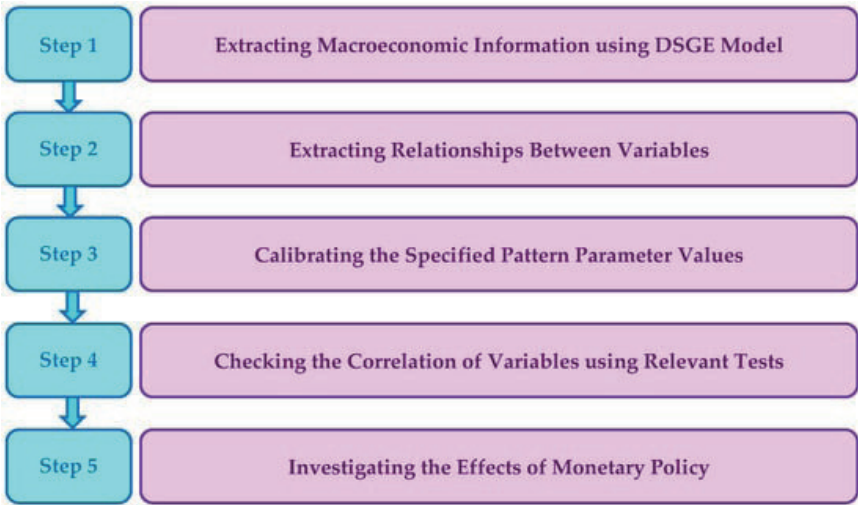 Step 1
Extracting Macroeconomic Information using DSGE Model
Step 2
Extracting Relationships Between Variables
Step 3
Calibrating the Specified Pattern Parameter Values
Step 4
Checking the Correlation of Variables using Relevant Tests
Step 5
Investigating the Effects of Monetary Policy